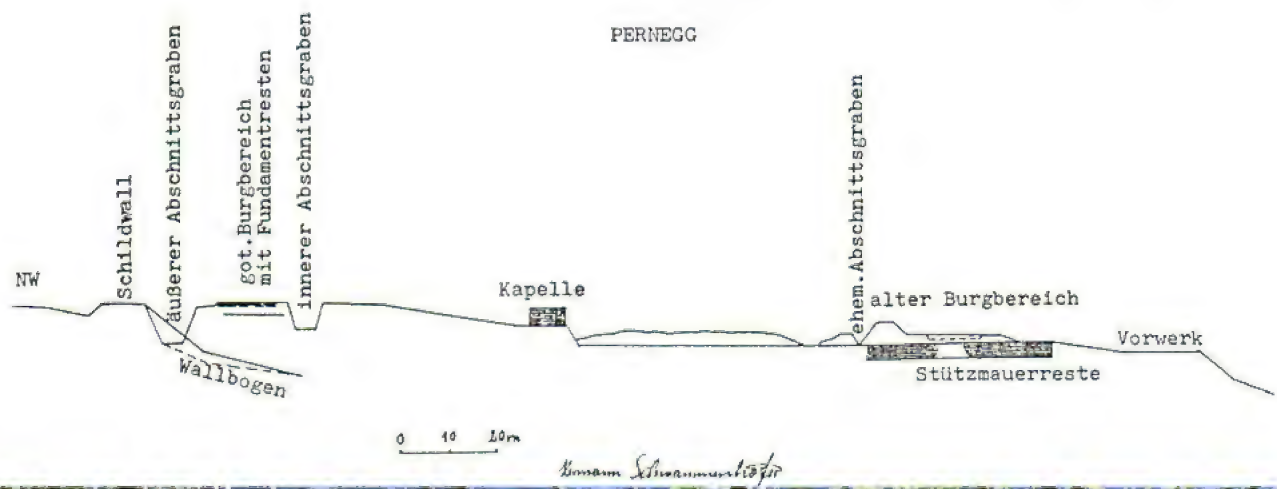 PERNEGG
NW
Schildwall
äußerer Abschnittsgraben
got.Burgbereich
mit Fundamentresten
innerer Abschnittsgraben
Wallbogen
Kapelle
ehem.Abschnittsgraben
alter Burgbereich
Stützmauerreste
Vorwerk
0 10 20m